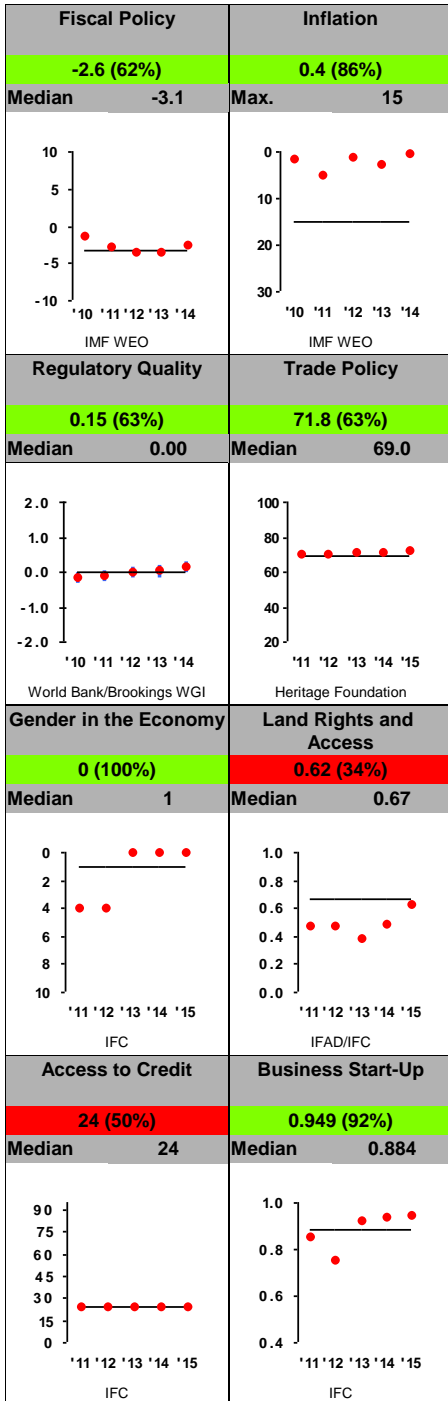 Fiscal Policy
-2.6 (62%)
Median -3.1
10
5
0
-5
-10
'10 '11 '12 '13 '14
IMF WEO
Inflation
0.4 (86%)
Max. 15
0
10
20
30
'10 '11 '12 '13 '14
IMF WEO
Regulatory Quality
0.15 (63%)
Median 0.00
2.0
1.0
0.0
-1.0
-2.0
'10 '11 '12 '13 '14
World Bank/Brookings WGI
Trade Policy
71.8 (63%)
Median 69.0
100
80
60
40
20
'11 '12 '13 '14 '15
Heritage Foundation
Gender in the Economy
0 (100%)
Median 1
0
2
4
6
8
10
'11 '12 '13 '14 '15
IFC
Land Rights and
Access
0.62 (34%)
Median 0.67
1.0
0.8
0.6
0.4
0.2
0.0
'11 '12 '13 '14 '15
IFAD/IFC
Access to Credit
24 (50%)
Median 24
90
75
60
45
30
15
0
'11 '12 '13 '14 '15
IFC
Business Start-Up
0.949 (92%)
Median 0.884
1.0
0.8
0.6
0.4
'11 '12 '13 '14 '15
IFC